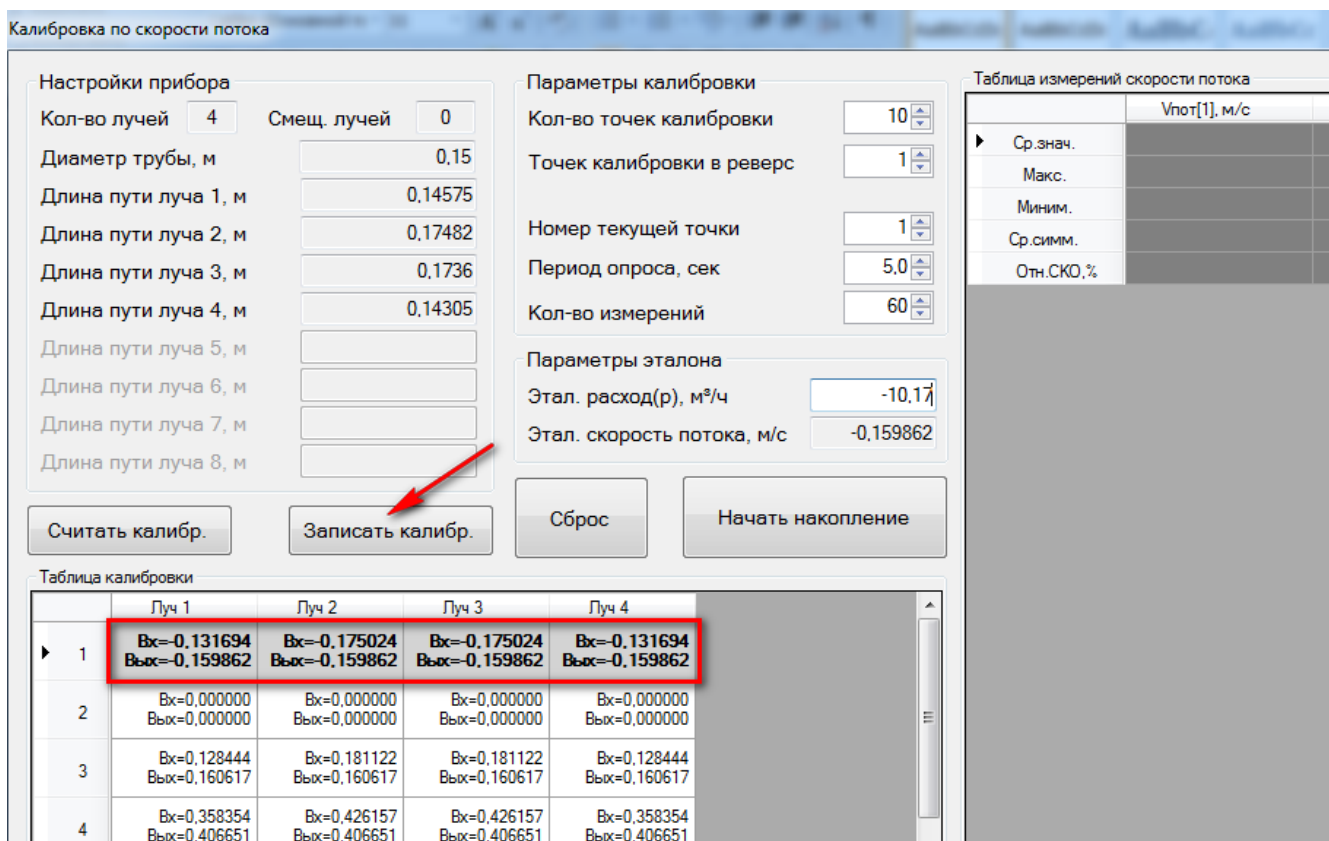 Калибровка по скорости потока
Настройки прибора
Кол-во лучей 4 Смещ. лучей 0
Диаметр трубы, м 0,15
Длина пути луча 1, м 0,14575
Длина пути луча 2, м 0,17482
Длина пути луча 3, м 0,1736
Длина пути луча 4, м 0,14305
Длина пути луча 5, м
Длина пути луча 6, м
Длина пути луча 7, м
Длина пути луча 8, м
Считать калибр. Записать калибр.
Параметры калибровки
Кол-во точек калибровки 10
Точек калибровки в реверс 1
Номер текущей точки 1
Период опроса, сек 5,0
Кол-во измерений 60
Параметры эталона
Этал. расход(р), м³/ч -10,17
Этал. скорость потока, м/с -0,159862
Сброс Начать накопление
Таблица измерений скорости потока
Vпот[1], м/с
Ср.знач.
Макс.
Миним.
Ср.симм.
Отн.СКО,%
Таблица калибровки
Луч 1 Луч 2 Луч 3 Луч 4
1 Вх=-0,131694 Вх=-0,175024 Вх=-0,175024 Вх=-0,131694
Вых=-0,159862 Вых=-0,159862 Вых=-0,159862 Вых=-0,159862
2 Вх=0,000000 Вх=0,000000 Вх=0,000000 Вх=0,000000
Вых=0,000000 Вых=0,000000 Вых=0,000000 Вых=0,000000
3 Вх=0,128444 Вх=0,181122 Вх=0,181122 Вх=0,128444
Вых=0,160617 Вых=0,160617 Вых=0,160617 Вых=0,160617
4 Вх=0,358354 Вх=0,426157 Вх=0,426157 Вх=0,358354
Вых=0,406651 Вых=0,406651 Вых=0,406651 Вых=0,406651